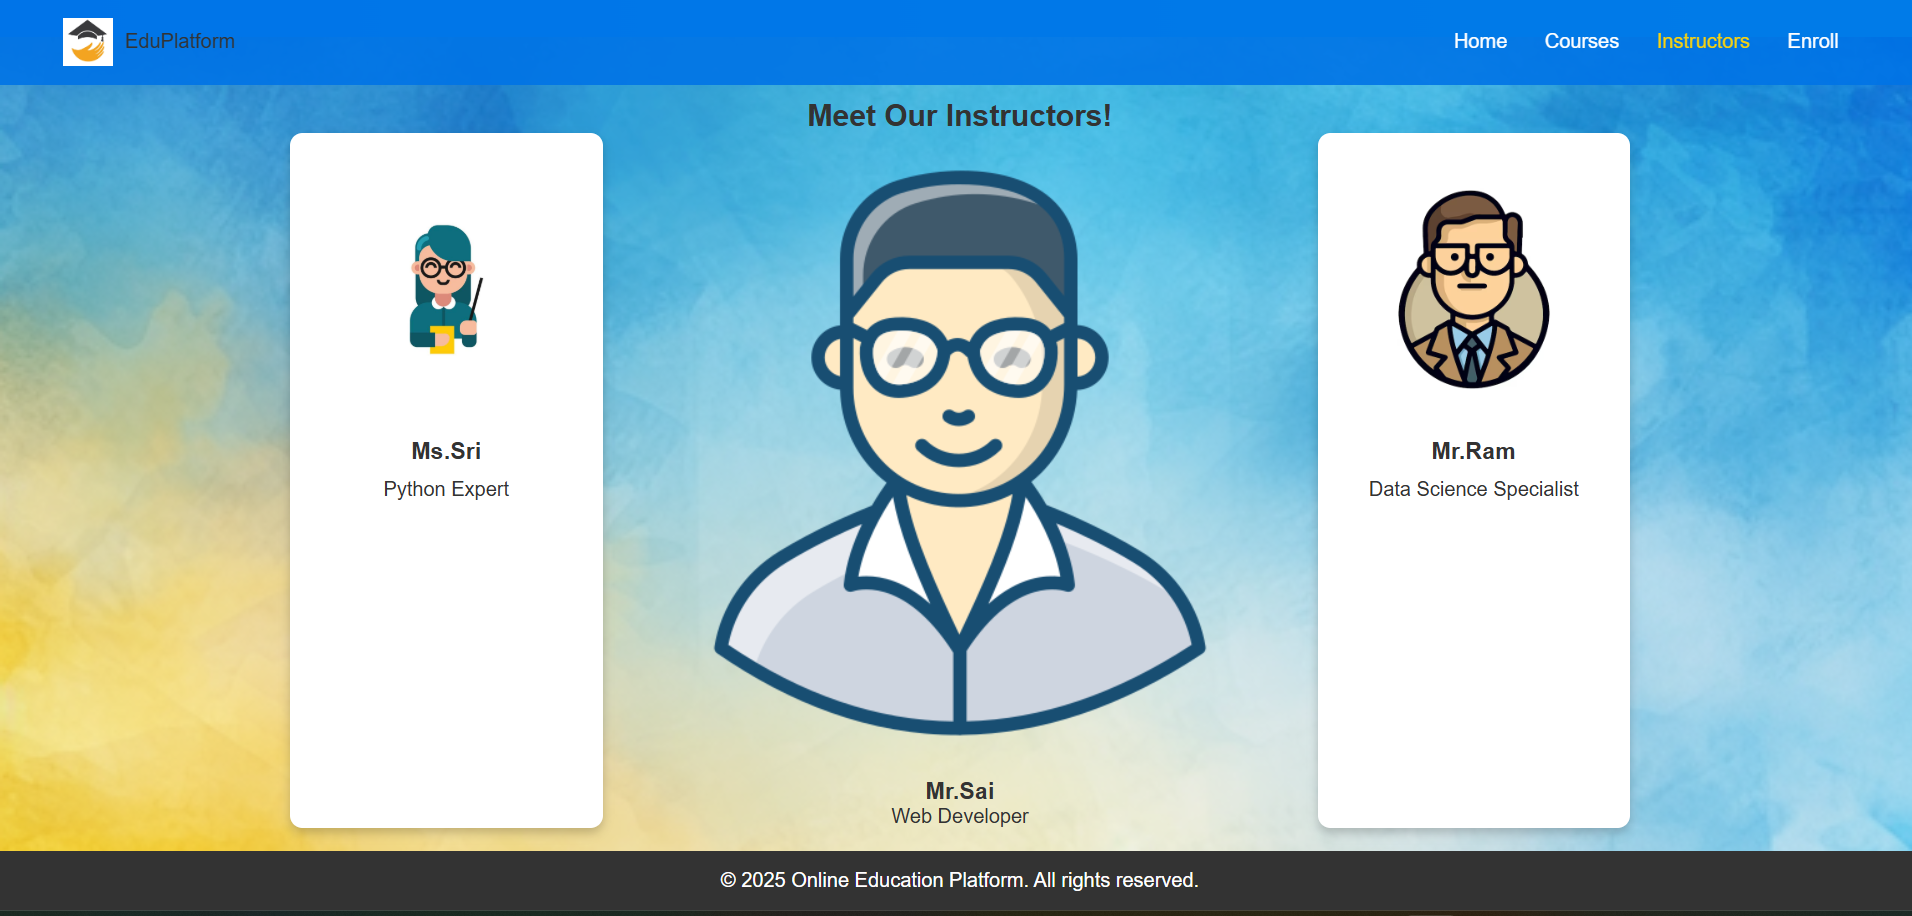 EduPlatform
Home Courses Instructors Enroll
Meet Our Instructors!
Ms.Sri
Python Expert
Mr.Sai
Web Developer
Mr.Ram
Data Science Specialist
© 2025 Online Education Platform. All rights reserved.